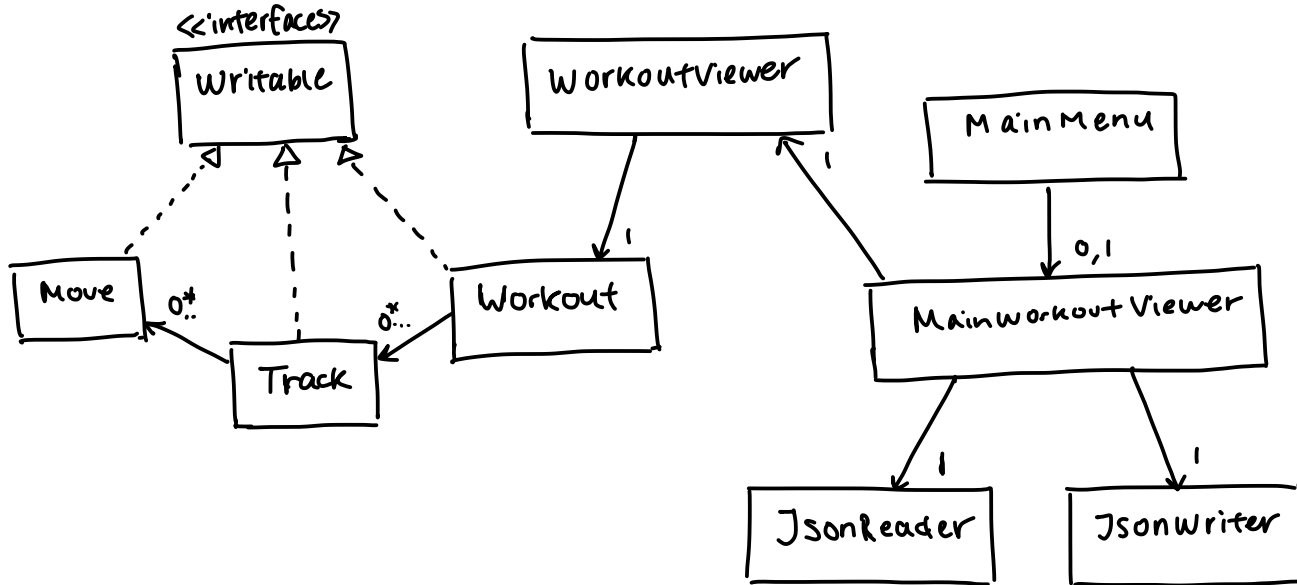 <<interfaces>>
Writable
WorkoutViewer
MainMenu
1
1
0,1
Move
0..*
0..*
Workout
MainWorkoutViewer
Track
1
1
JsonReader
JsonWriter